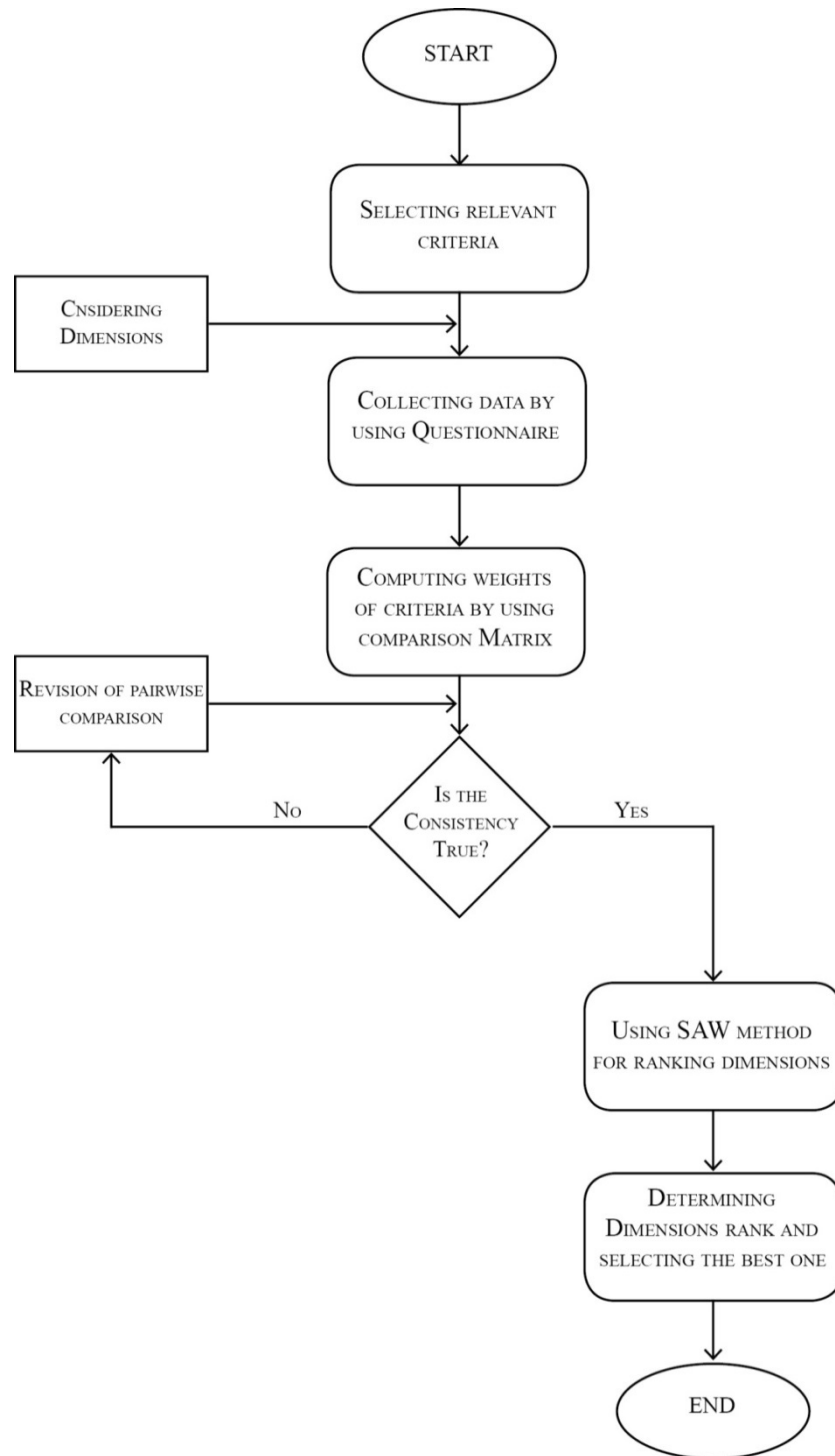 START
Selecting relevant
criteria
Cnsidering
Dimensions
Collecting data by
using Questionnaire
Computing weights
of criteria by using
comparison Matrix
Revision of pairwise
comparison
Is the
Consistency
True?
No
Yes
Using SAW method
for ranking dimensions
Determining
Dimensions rank and
selecting the best one
END